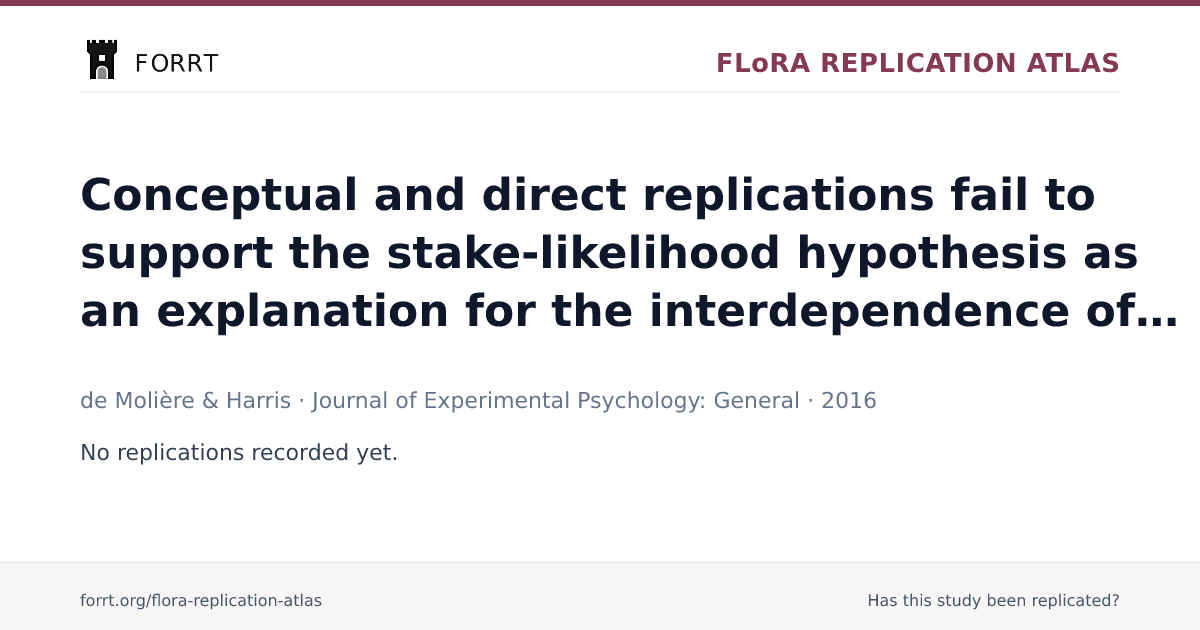 FORRT
FLoRA REPLICATION ATLAS
Conceptual and direct replications fail to
support the stake-likelihood hypothesis as
an explanation for the interdependence of…
de Molière & Harris · Journal of Experimental Psychology: General · 2016
No replications recorded yet.
forrt.org/flora-replication-atlas
Has this study been replicated?